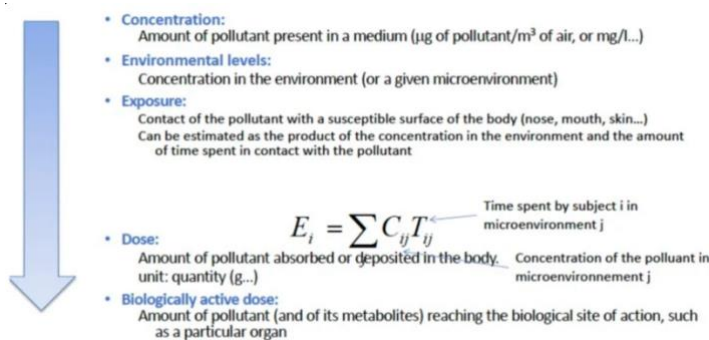 • Concentration:
Amount of pollutant present in a medium (µg of pollutant/m³ of air, or mg/l...)
• Environmental levels:
Concentration in the environment (or a given microenvironment)
• Exposure:
Contact of the pollutant with a susceptible surface of the body (nose, mouth, skin...)
Can be estimated as the product of the concentration in the environment and the amount
of time spent in contact with the pollutant
Time spent by subject i in
microenvironment j
E_i = ∑ C_ij T_ij
• Dose:
Amount of pollutant absorbed or deposited in the body.
unit: quantity (g...)
Concentration of the polluant in
microenvironnement j
• Biologically active dose:
Amount of pollutant (and of its metabolites) reaching the biological site of action, such
as a particular organ